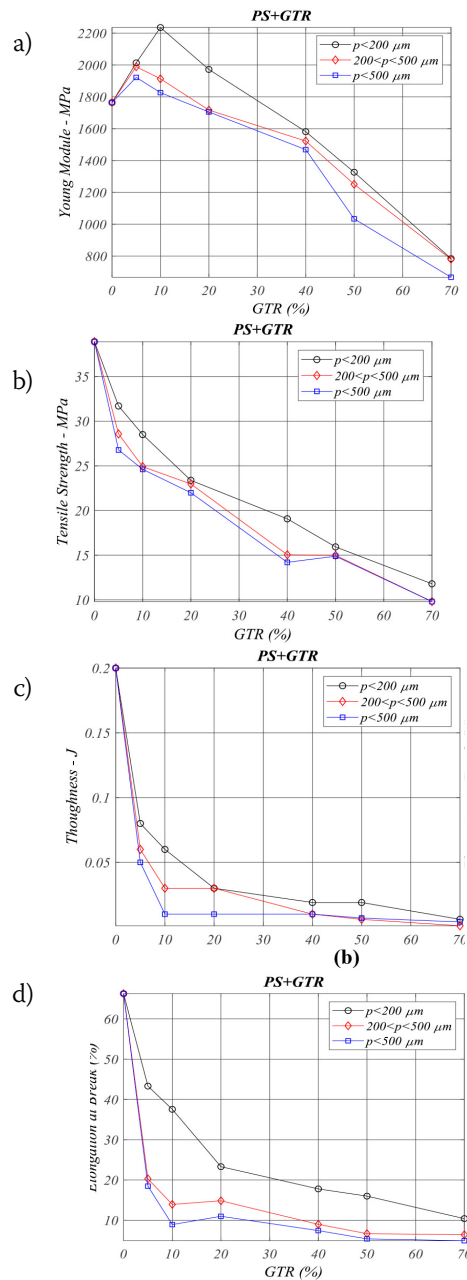 a)
PS+GTR
Young Module - MPa
2200
2000
1800
1600
1400
1200
1000
800
p<200 μm
200<p<500 μm
p<500 μm
0 10 20 30 40 50 60 70
GTR (%)
b)
PS+GTR
Tensile Strength - MPa
35
30
25
20
15
10
p<200 μm
200<p<500 μm
p<500 μm
0 10 20 30 40 50 60 70
GTR (%)
c)
PS+GTR
Thoughness - J
0.2
0.15
0.1
0.05
p<200 μm
200<p<500 μm
p<500 μm
0 10 20 30 40 50 60 70
(b)
d)
PS+GTR
Elongation at Break (%)
60
50
40
30
20
10
p<200 μm
200<p<500 μm
p<500 μm
0 10 20 30 40 50 60 70
GTR (%)